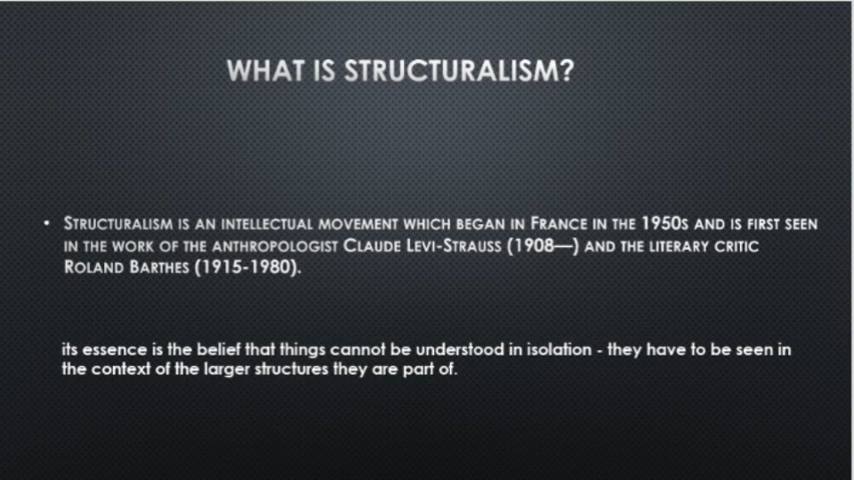 WHAT IS STRUCTURALISM?
• STRUCTURALISM IS AN INTELLECTUAL MOVEMENT WHICH BEGAN IN FRANCE IN THE 1950S AND IS FIRST SEEN
IN THE WORK OF THE ANTHROPOLOGIST CLAUDE LEVI-STRAUSS (1908—) AND THE LITERARY CRITIC
ROLAND BARTHES (1915-1980).
its essence is the belief that things cannot be understood in isolation - they have to be seen in
the context of the larger structures they are part of.